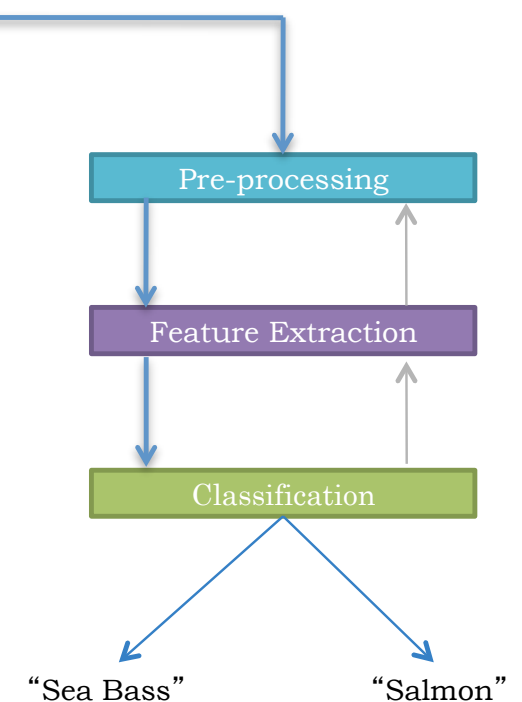 Pre-processing
Feature Extraction
Classification
“Sea Bass”
“Salmon”